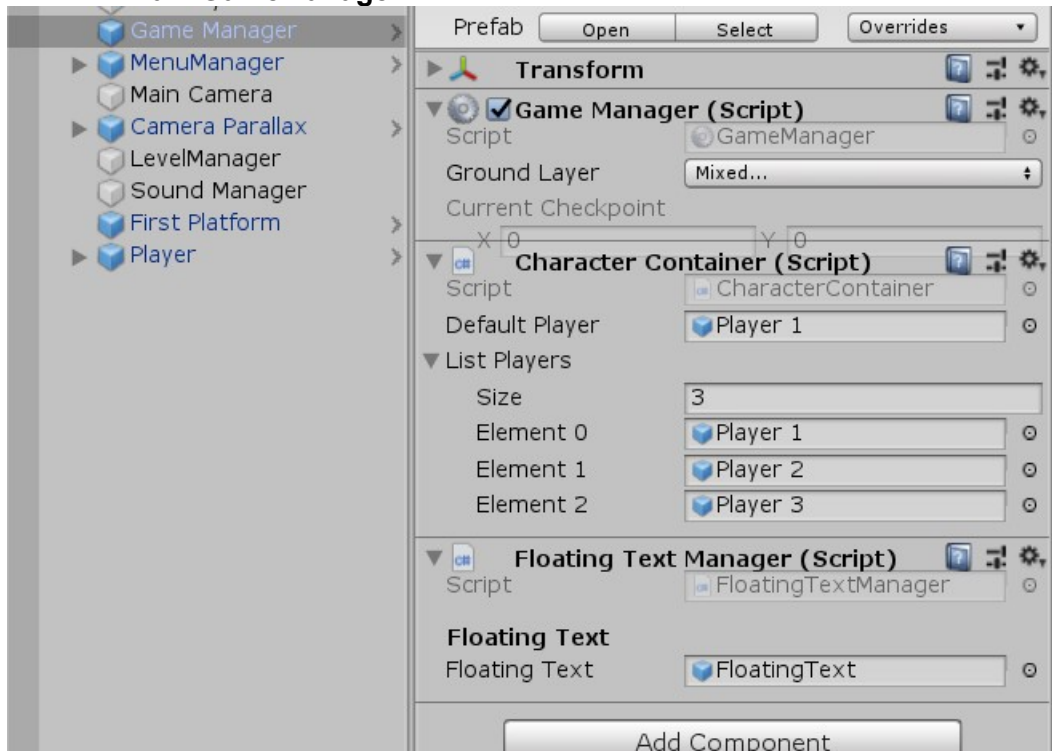 Game Manager
MenuManager
Main Camera
Camera Parallax
LevelManager
Sound Manager
First Platform
Player
Prefab Open Select Overrides
Transform
Game Manager (Script)
Script GameManager
Ground Layer Mixed...
Current Checkpoint
X 0 Y 0
Character Container (Script)
Script CharacterContainer
Default Player Player 1
List Players
Size 3
Element 0 Player 1
Element 1 Player 2
Element 2 Player 3
Floating Text Manager (Script)
Script FloatingTextManager
Floating Text
Floating Text FloatingText
Add Component